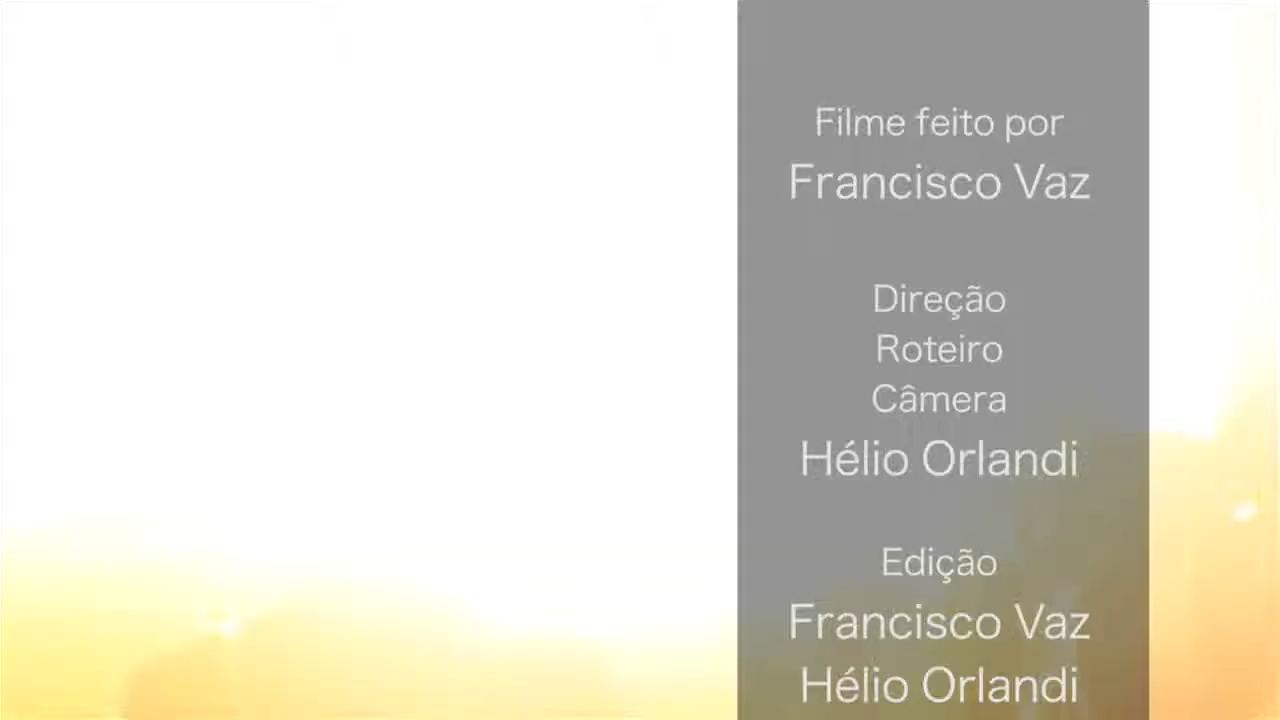 Filme feito por
Francisco Vaz
Direção
Roteiro
Câmera
Hélio Orlandi
Edição
Francisco Vaz
Hélio Orlandi